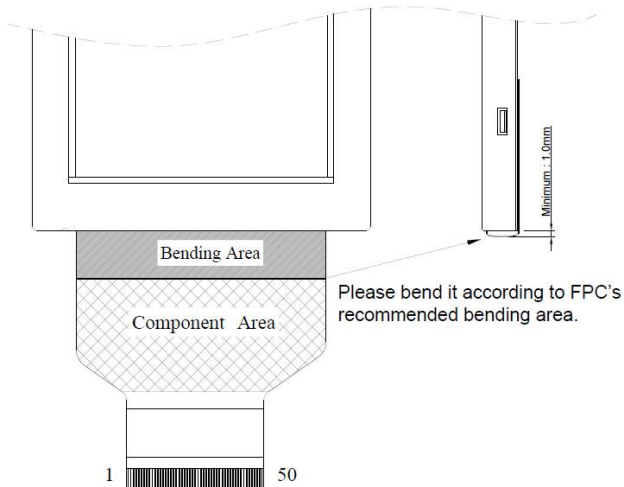 Minimum : 1.0mm
Bending Area
Please bend it according to FPC's
recommended bending area.
Component Area
1
50